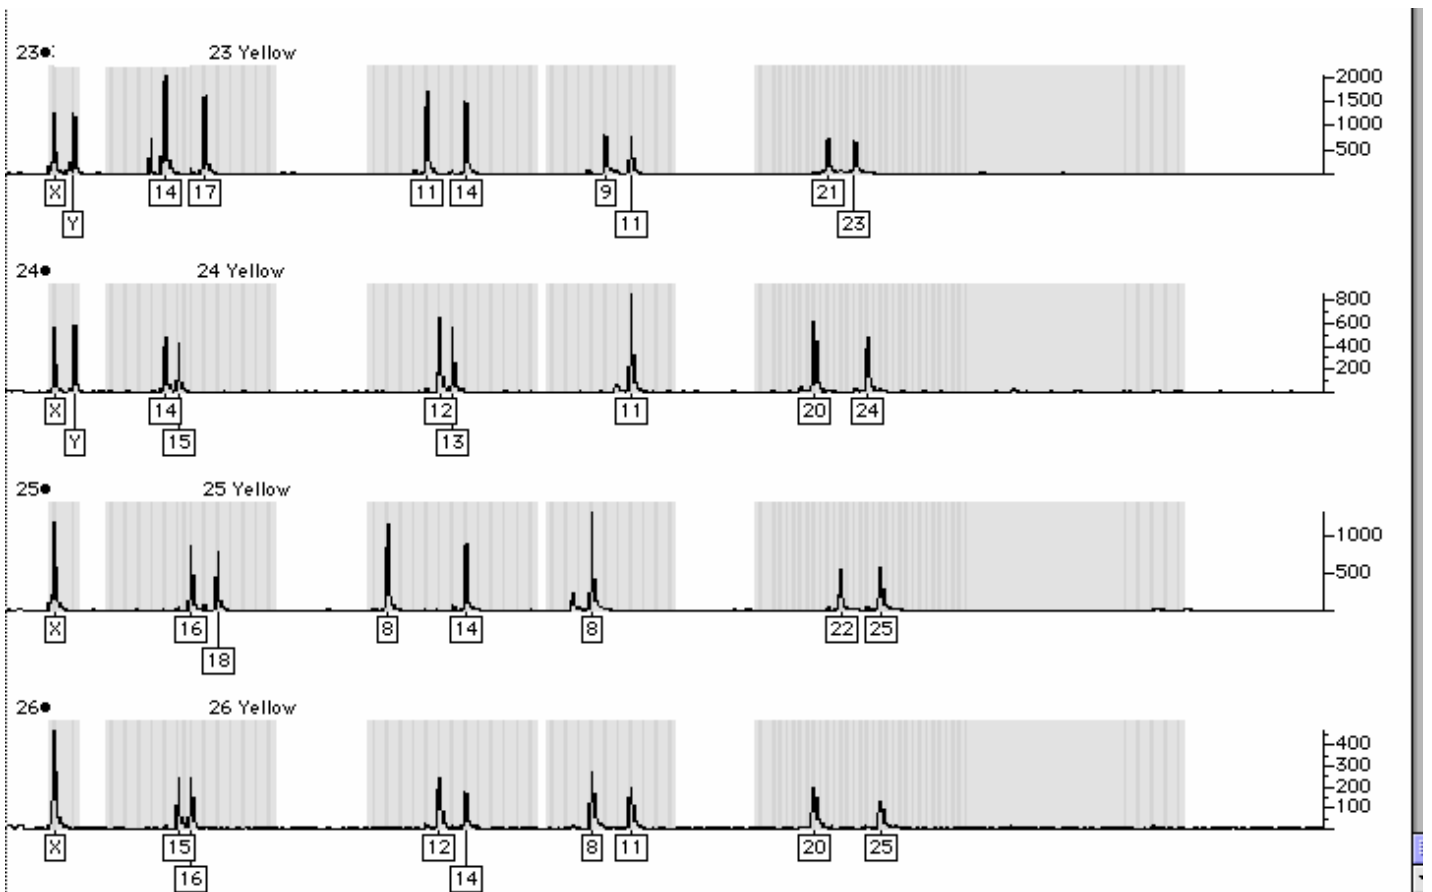 23●: 23 Yellow
2000
1500
1000
500
X 14 17 11 14 9 21
Y 11 23
24● 24 Yellow
800
600
400
200
X 14 12 11 20 24
Y 15 13
25● 25 Yellow
1000
500
X 16 8 14 8 22 25
18
26● 26 Yellow
400
300
200
100
X 15 12 8 11 20 25
16 14